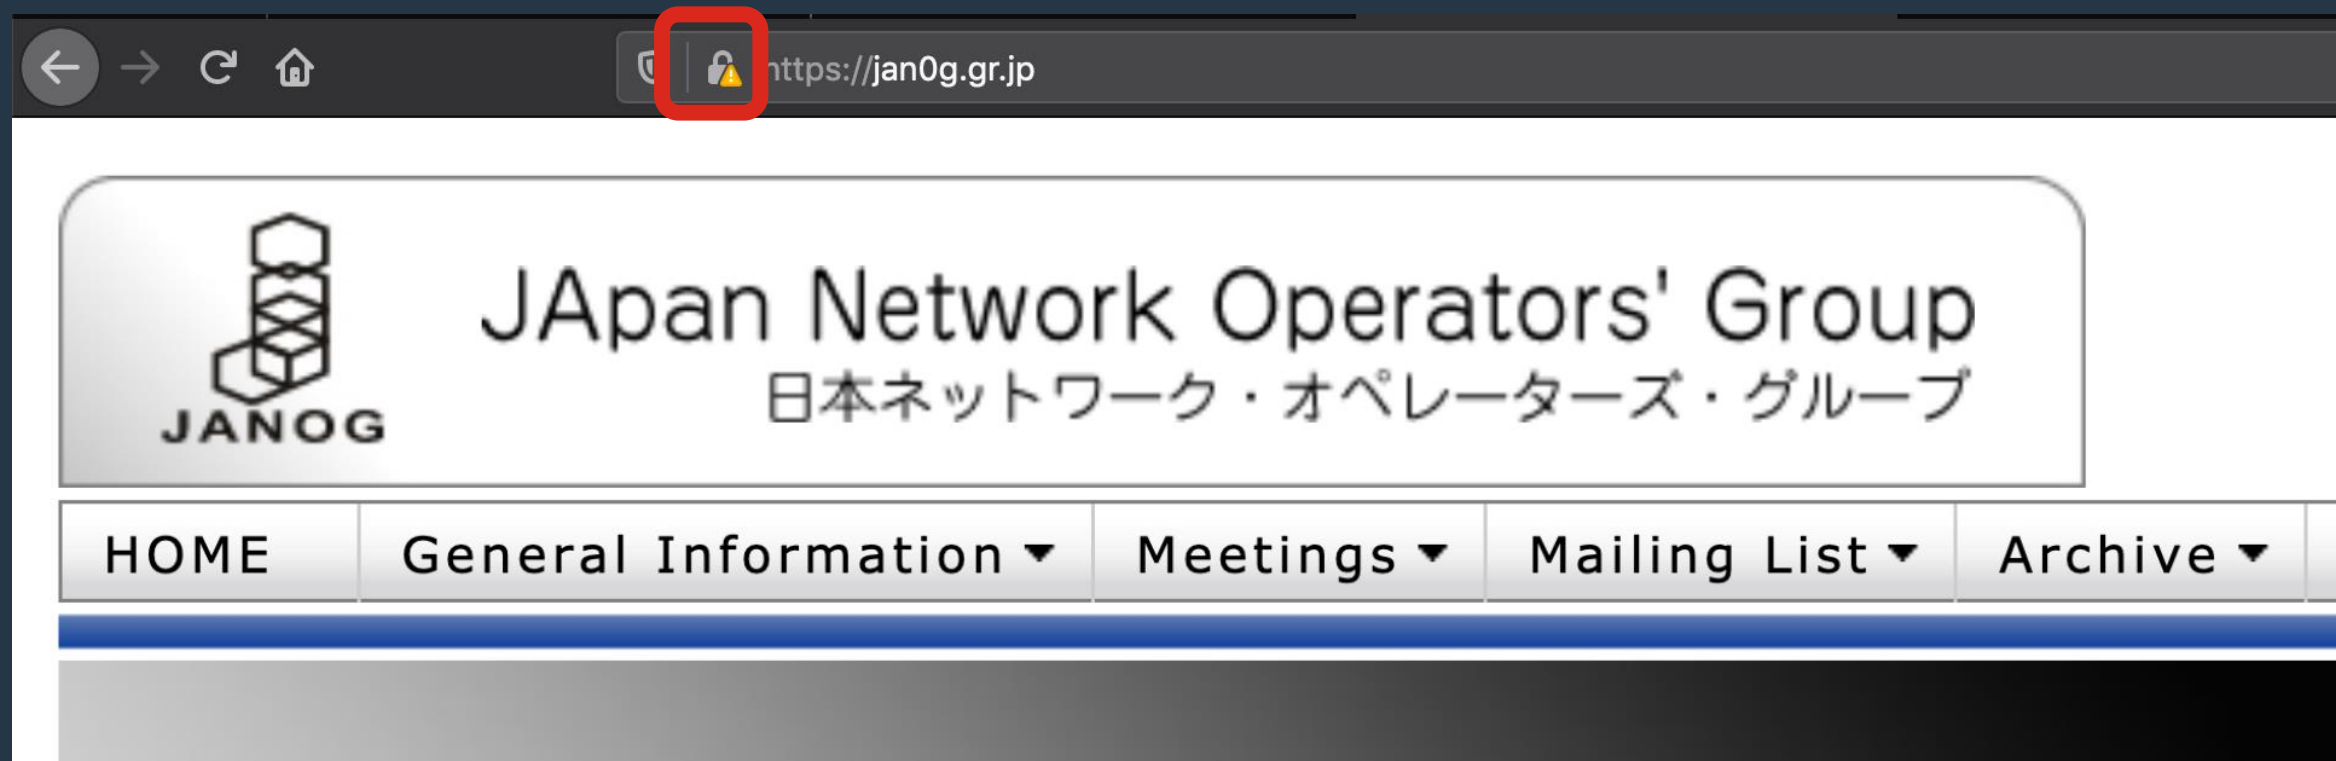 https://jan0g.gr.jp
JApan Network Operators' Group
日本ネットワーク・オペレーターズ・グループ
JANOG
HOME General Information ▼ Meetings ▼ Mailing List ▼ Archive ▼